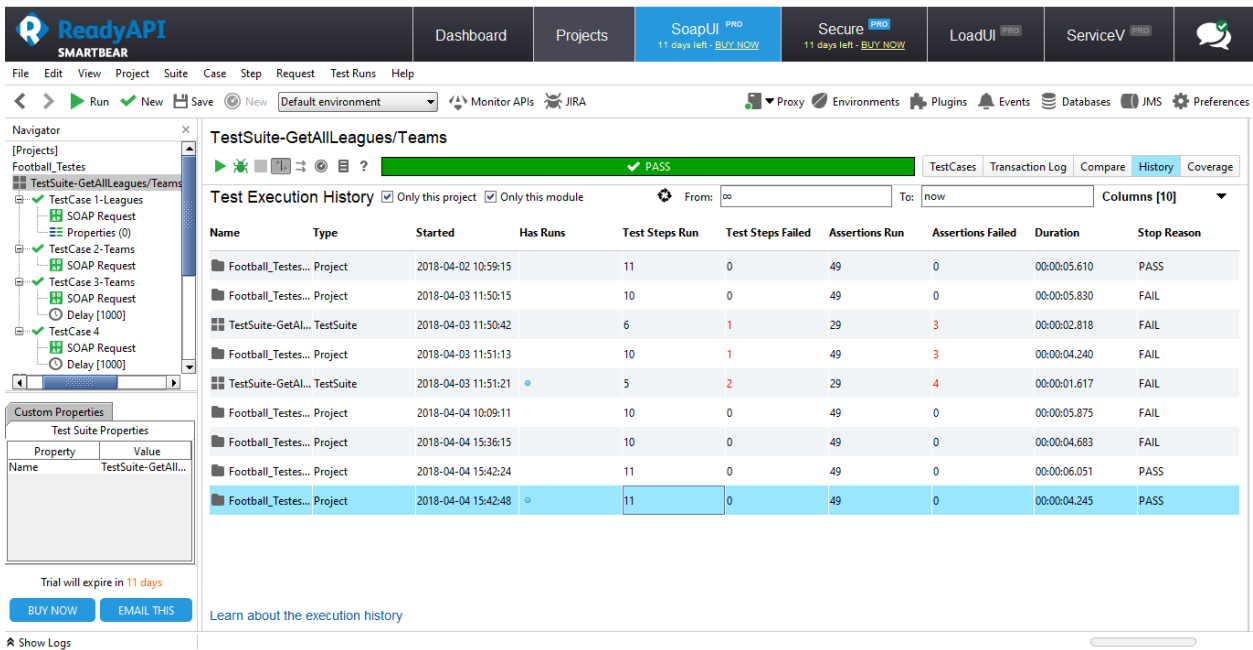 ReadyAPI
SMARTBEAR
Dashboard
Projects
SoapUI PRO
11 days left - BUY NOW
Secure PRO
11 days left - BUY NOW
LoadUI PRO
ServiceV PRO
File Edit View Project Suite Case Step Request Test Runs Help
Run New Save New Default environment Monitor APIs JIRA Proxy Environments Plugins Events Databases JMS Preferences
Navigator ×
[Projects]
Football_Testes
TestSuite-GetAllLeagues/Teams
TestCase 1-Leagues
SOAP Request
Properties (0)
TestCase 2-Teams
SOAP Request
TestCase 3-Teams
SOAP Request
Delay [1000]
TestCase 4
SOAP Request
Delay [1000]
Custom Properties
Test Suite Properties
Property Value
Name TestSuite-GetAll...
Trial will expire in 11 days
BUY NOW EMAIL THIS
Show Logs
TestSuite-GetAllLeagues/Teams
? PASS TestCases Transaction Log Compare History Coverage
Test Execution History Only this project Only this module From: ∞ To: now Columns [10]
Name Type Started Has Runs Test Steps Run Test Steps Failed Assertions Run Assertions Failed Duration Stop Reason
Football_Testes... Project 2018-04-02 10:59:15 11 0 49 0 00:00:05.610 PASS
Football_Testes... Project 2018-04-03 11:50:15 10 0 49 0 00:00:05.830 FAIL
TestSuite-GetAl... TestSuite 2018-04-03 11:50:42 6 1 29 3 00:00:02.818 FAIL
Football_Testes... Project 2018-04-03 11:51:13 10 1 49 3 00:00:04.240 FAIL
TestSuite-GetAl... TestSuite 2018-04-03 11:51:21 5 2 29 4 00:00:01.617 FAIL
Football_Testes... Project 2018-04-04 10:09:11 10 0 49 0 00:00:05.875 FAIL
Football_Testes... Project 2018-04-04 15:36:15 10 0 49 0 00:00:04.683 FAIL
Football_Testes... Project 2018-04-04 15:42:24 11 0 49 0 00:00:06.051 PASS
Football_Testes... Project 2018-04-04 15:42:48 11 0 49 0 00:00:04.245 PASS
Learn about the execution history